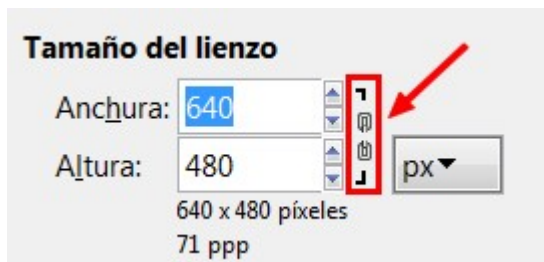 Tamaño del lienzo
Anchura: 640
Altura: 480 px
640 x 480 píxeles
71 ppp